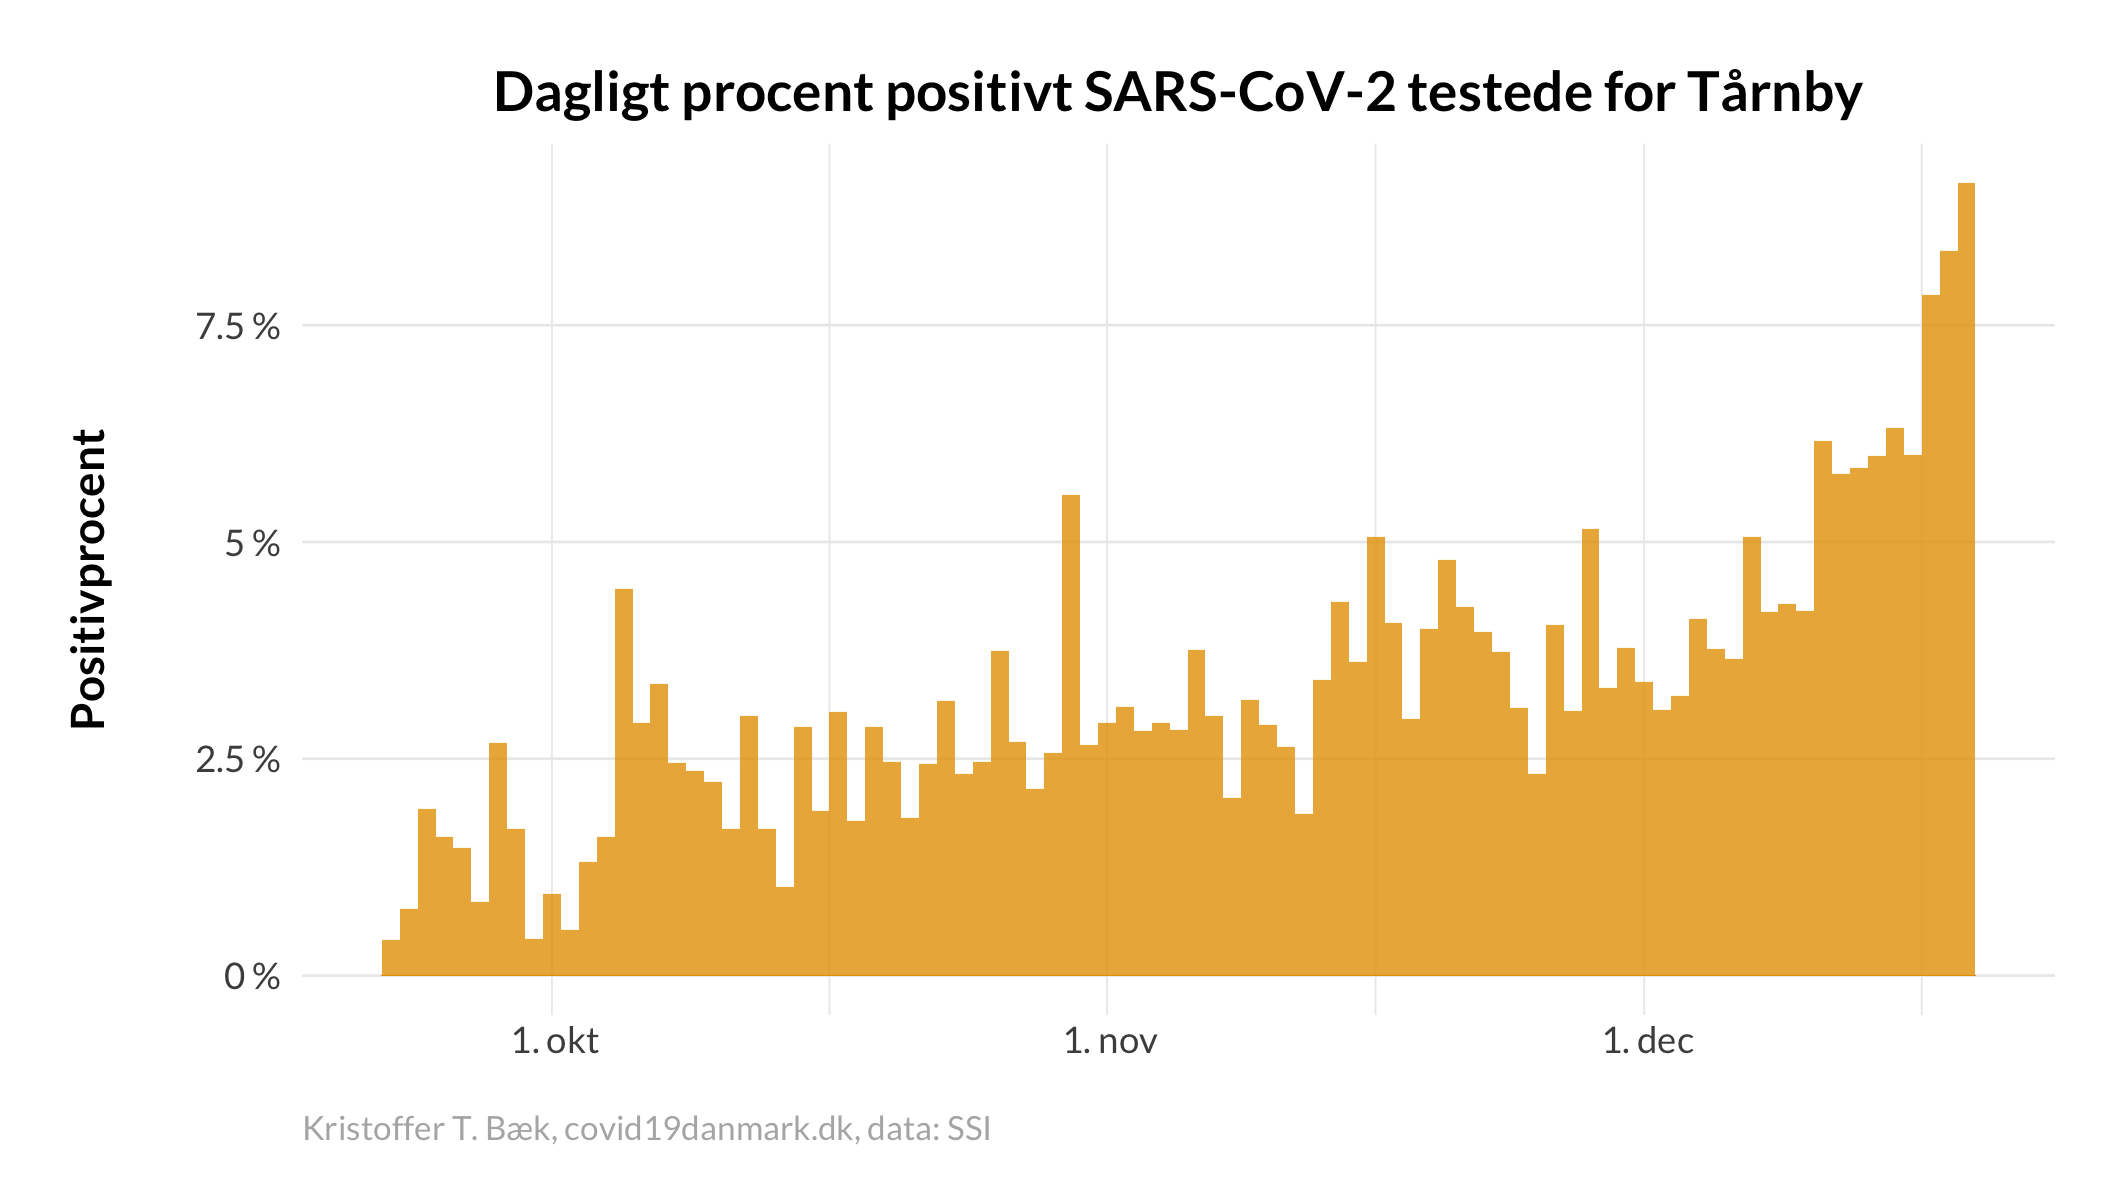 Dagligt procent positivt SARS-CoV-2 testede for Tårnby
Positivprocent
7.5 %
5 %
2.5 %
0 %
1. okt
1. nov
1. dec
Kristoffer T. Bæk, covid19danmark.dk, data: SSI